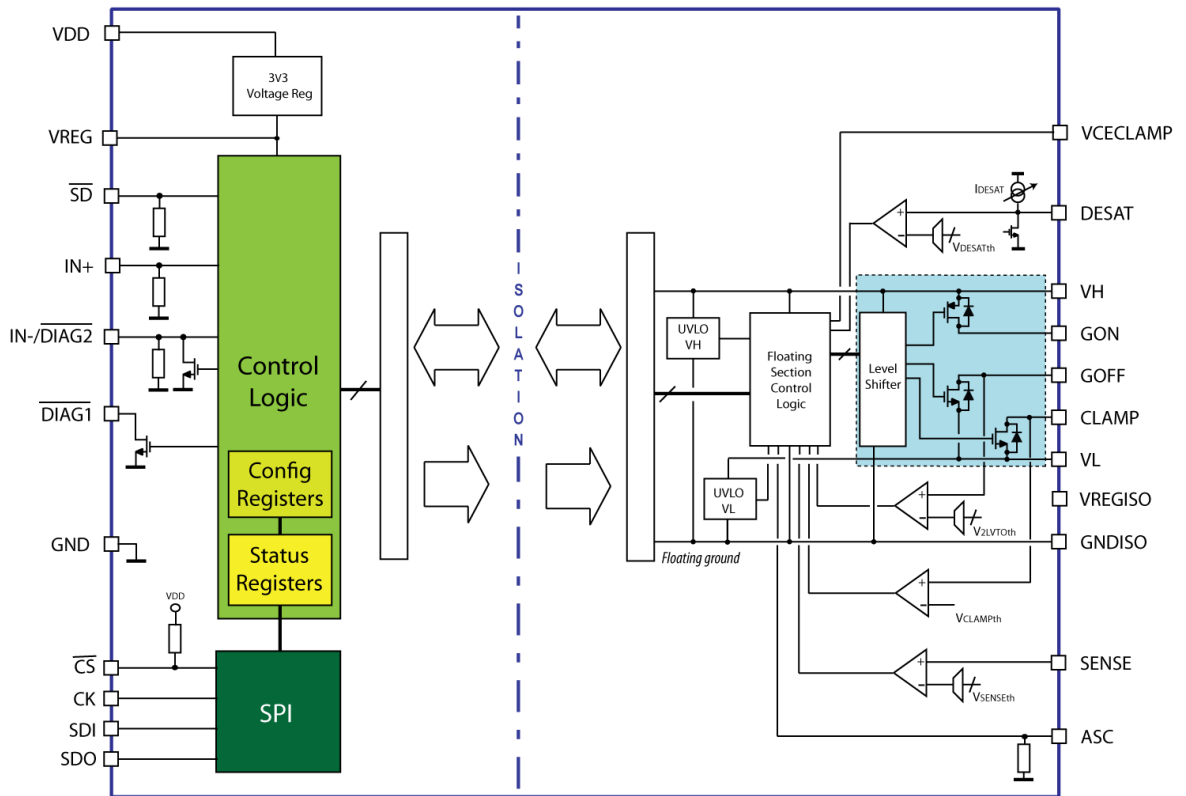 VDD
3V3
Voltage Reg
VREG
SD
IN+
IN-/DIAG2
DIAG1
GND
VDD
CS
CK
SDI
SDO
Control
Logic
Config
Registers
Status
Registers
SPI
ISOLATION
UVLO
VH
UVLO
VL
Floating
Section
Control
Logic
Level
Shifter
Floating ground
IDESAT
+
−
VDESATth
+
−
V2LVTOth
+
−
VCLAMPth
+
−
VSENSEth
VCECLAMP
DESAT
VH
GON
GOFF
CLAMP
VL
VREGISO
GNDISO
SENSE
ASC